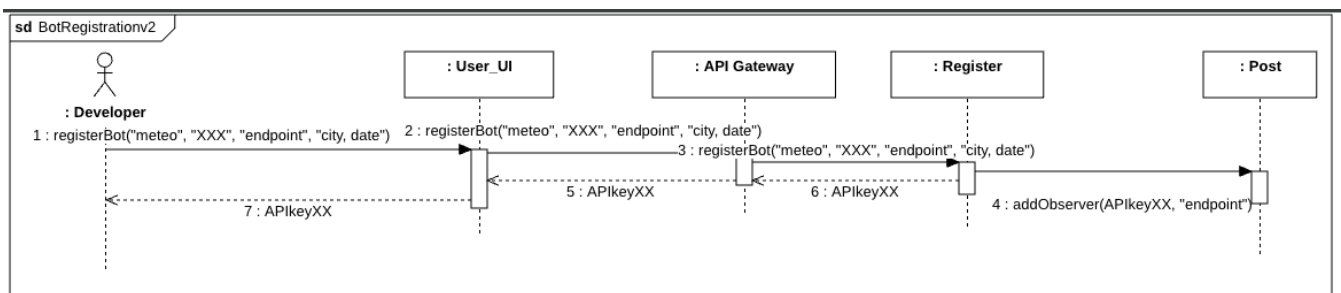 sd BotRegistrationv2
: Developer
: User_UI
: API Gateway
: Register
: Post
1 : registerBot("meteo", "XXX", "endpoint", "city, date")
2 : registerBot("meteo", "XXX", "endpoint", "city, date")
3 : registerBot("meteo", "XXX", "endpoint", "city, date")
5 : APIkeyXX
6 : APIkeyXX
4 : addObserver(APIkeyXX, "endpoint")
7 : APIkeyXX